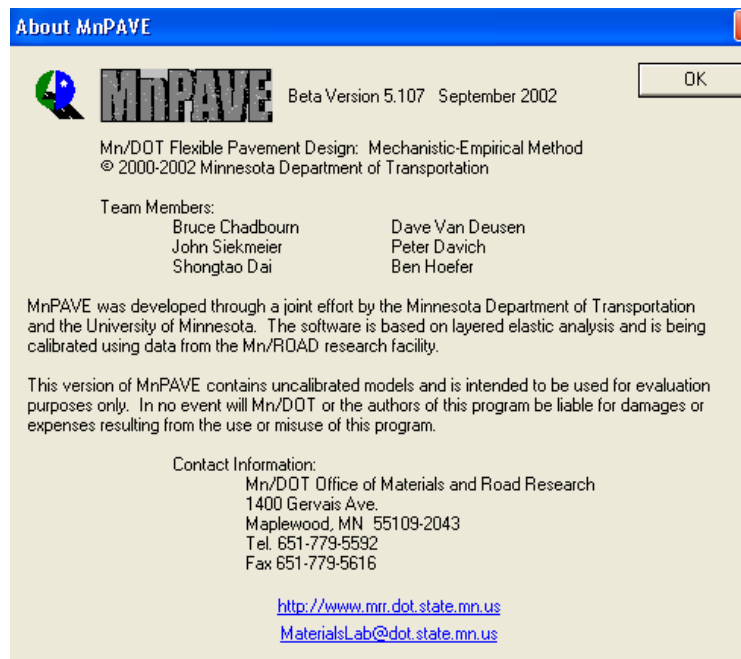 About MnPAVE
MnPAVE Beta Version 5.107 September 2002
OK
Mn/DOT Flexible Pavement Design: Mechanistic-Empirical Method
© 2000-2002 Minnesota Department of Transportation
Team Members:
Bruce Chadbourn Dave Van Deusen
John Siekmeier Peter Davich
Shongtao Dai Ben Hoefer
MnPAVE was developed through a joint effort by the Minnesota Department of Transportation
and the University of Minnesota. The software is based on layered elastic analysis and is being
calibrated using data from the Mn/ROAD research facility.
This version of MnPAVE contains uncalibrated models and is intended to be used for evaluation
purposes only. In no event will Mn/DOT or the authors of this program be liable for damages or
expenses resulting from the use or misuse of this program.
Contact Information:
Mn/DOT Office of Materials and Road Research
1400 Gervais Ave.
Maplewood, MN 55109-2043
Tel. 651-779-5592
Fax 651-779-5616
http://www.mrr.dot.state.mn.us
MaterialsLab@dot.state.mn.us